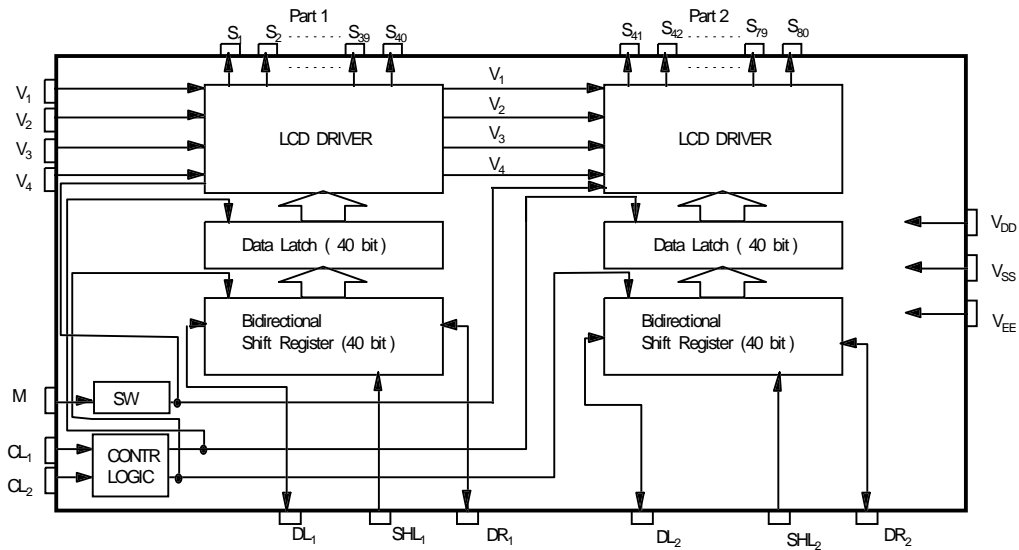 Part 1
Part 2
S1 S2 ........ S39 S40
S41 S42 ........ S79 S80
........
........
V1
V2
V3
V4
LCD DRIVER
V1
V2
V3
V4
LCD DRIVER
Data Latch ( 40 bit )
Data Latch ( 40 bit )
VDD
VSS
VEE
Bidirectional
Shift Register (40 bit )
Bidirectional
Shift Register (40 bit )
M
SW
CL1
CL2
CONTR
LOGIC
DL1
SHL1
DR1
DL2
SHL2
DR2